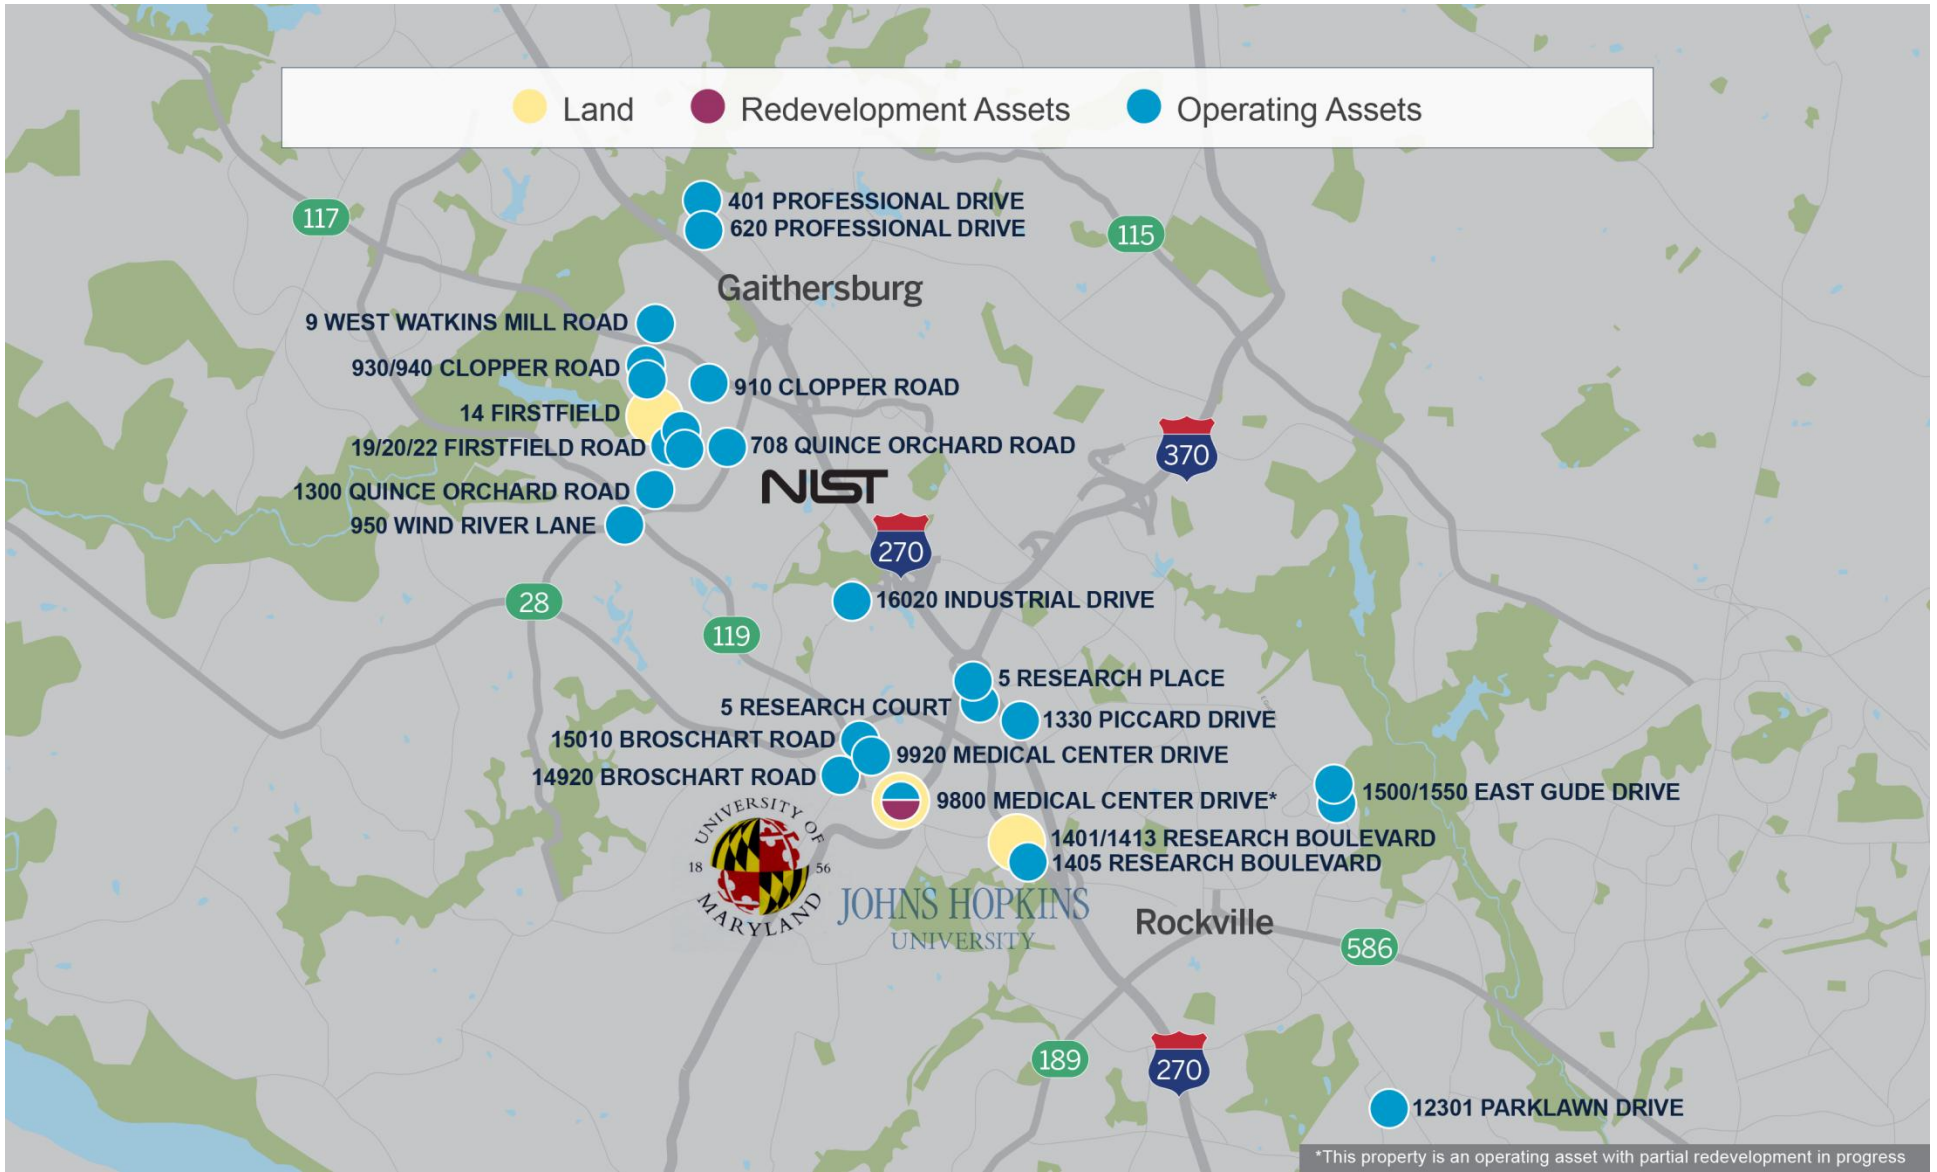 Land
Redevelopment Assets
Operating Assets
401 PROFESSIONAL DRIVE
117
620 PROFESSIONAL DRIVE
115
Gaithersburg
9 WEST WATKINS MILL ROAD
930/940 CLOPPER ROAD
910 CLOPPER ROAD
14 FIRSTFIELD
19/20/22 FIRSTFIELD ROAD
708 QUINCE ORCHARD ROAD
370
NIST
1300 QUINCE ORCHARD ROAD
950 WIND RIVER LANE
270
28
16020 INDUSTRIAL DRIVE
119
5 RESEARCH PLACE
5 RESEARCH COURT
1330 PICCARD DRIVE
15010 BROSCHART ROAD
9920 MEDICAL CENTER DRIVE
14920 BROSCHART ROAD
1500/1550 EAST GUDE DRIVE
9800 MEDICAL CENTER DRIVE*
UNIVERSITY OF
18 56
MARYLAND
1401/1413 RESEARCH BOULEVARD
1405 RESEARCH BOULEVARD
JOHNS HOPKINS
UNIVERSITY
Rockville
586
189
270
12301 PARKLAWN DRIVE
*This property is an operating asset with partial redevelopment in progress